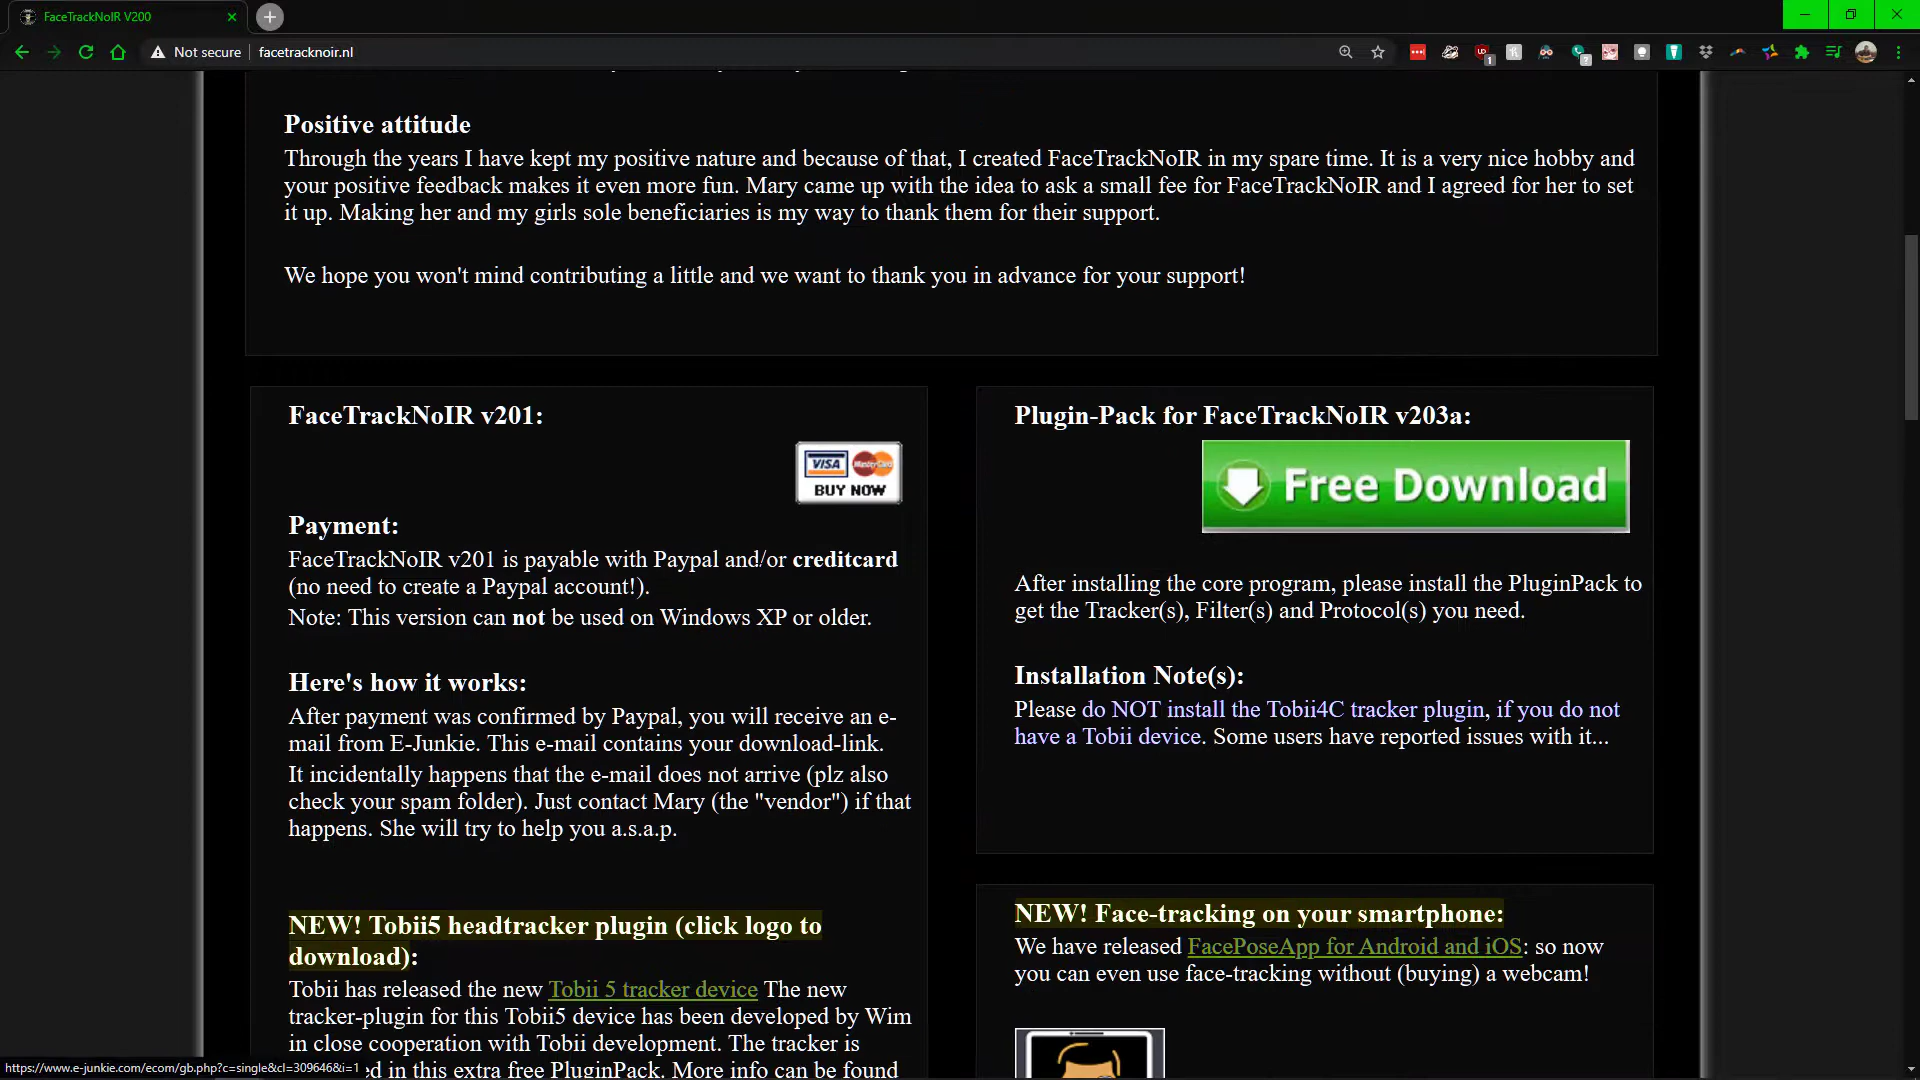 FaceTrackNoIR V200
Not secure
facetracknoir.nl
Positive attitude
Through the years I have kept my positive nature and because of that, I created FaceTrackNoIR in my spare time. It is a very nice hobby and
your positive feedback makes it even more fun. Mary came up with the idea to ask a small fee for FaceTrackNoIR and I agreed for her to set
it up. Making her and my girls sole beneficiaries is my way to thank them for their support.
We hope you won't mind contributing a little and we want to thank you in advance for your support!
FaceTrackNoIR v201:
VISA MasterCard
BUY NOW
Payment:
FaceTrackNoIR v201 is payable with Paypal and/or creditcard
(no need to create a Paypal account!).
Note: This version can not be used on Windows XP or older.
Here's how it works:
After payment was confirmed by Paypal, you will receive an e-
mail from E-Junkie. This e-mail contains your download-link.
It incidentally happens that the e-mail does not arrive (plz also
check your spam folder). Just contact Mary (the "vendor") if that
happens. She will try to help you a.s.a.p.
NEW! Tobii5 headtracker plugin (click logo to
download):
Tobii has released the new Tobii 5 tracker device The new
tracker-plugin for this Tobii5 device has been developed by Wim
in close cooperation with Tobii development. The tracker is
ed in this extra free PluginPack. More info can be found
Plugin-Pack for FaceTrackNoIR v203a:
Free Download
After installing the core program, please install the PluginPack to
get the Tracker(s), Filter(s) and Protocol(s) you need.
Installation Note(s):
Please do NOT install the Tobii4C tracker plugin, if you do not
have a Tobii device. Some users have reported issues with it...
NEW! Face-tracking on your smartphone:
We have released FacePoseApp for Android and iOS: so now
you can even use face-tracking without (buying) a webcam!
https://www.e-junkie.com/ecom/gb.php?c=single&cl=309646&i=1